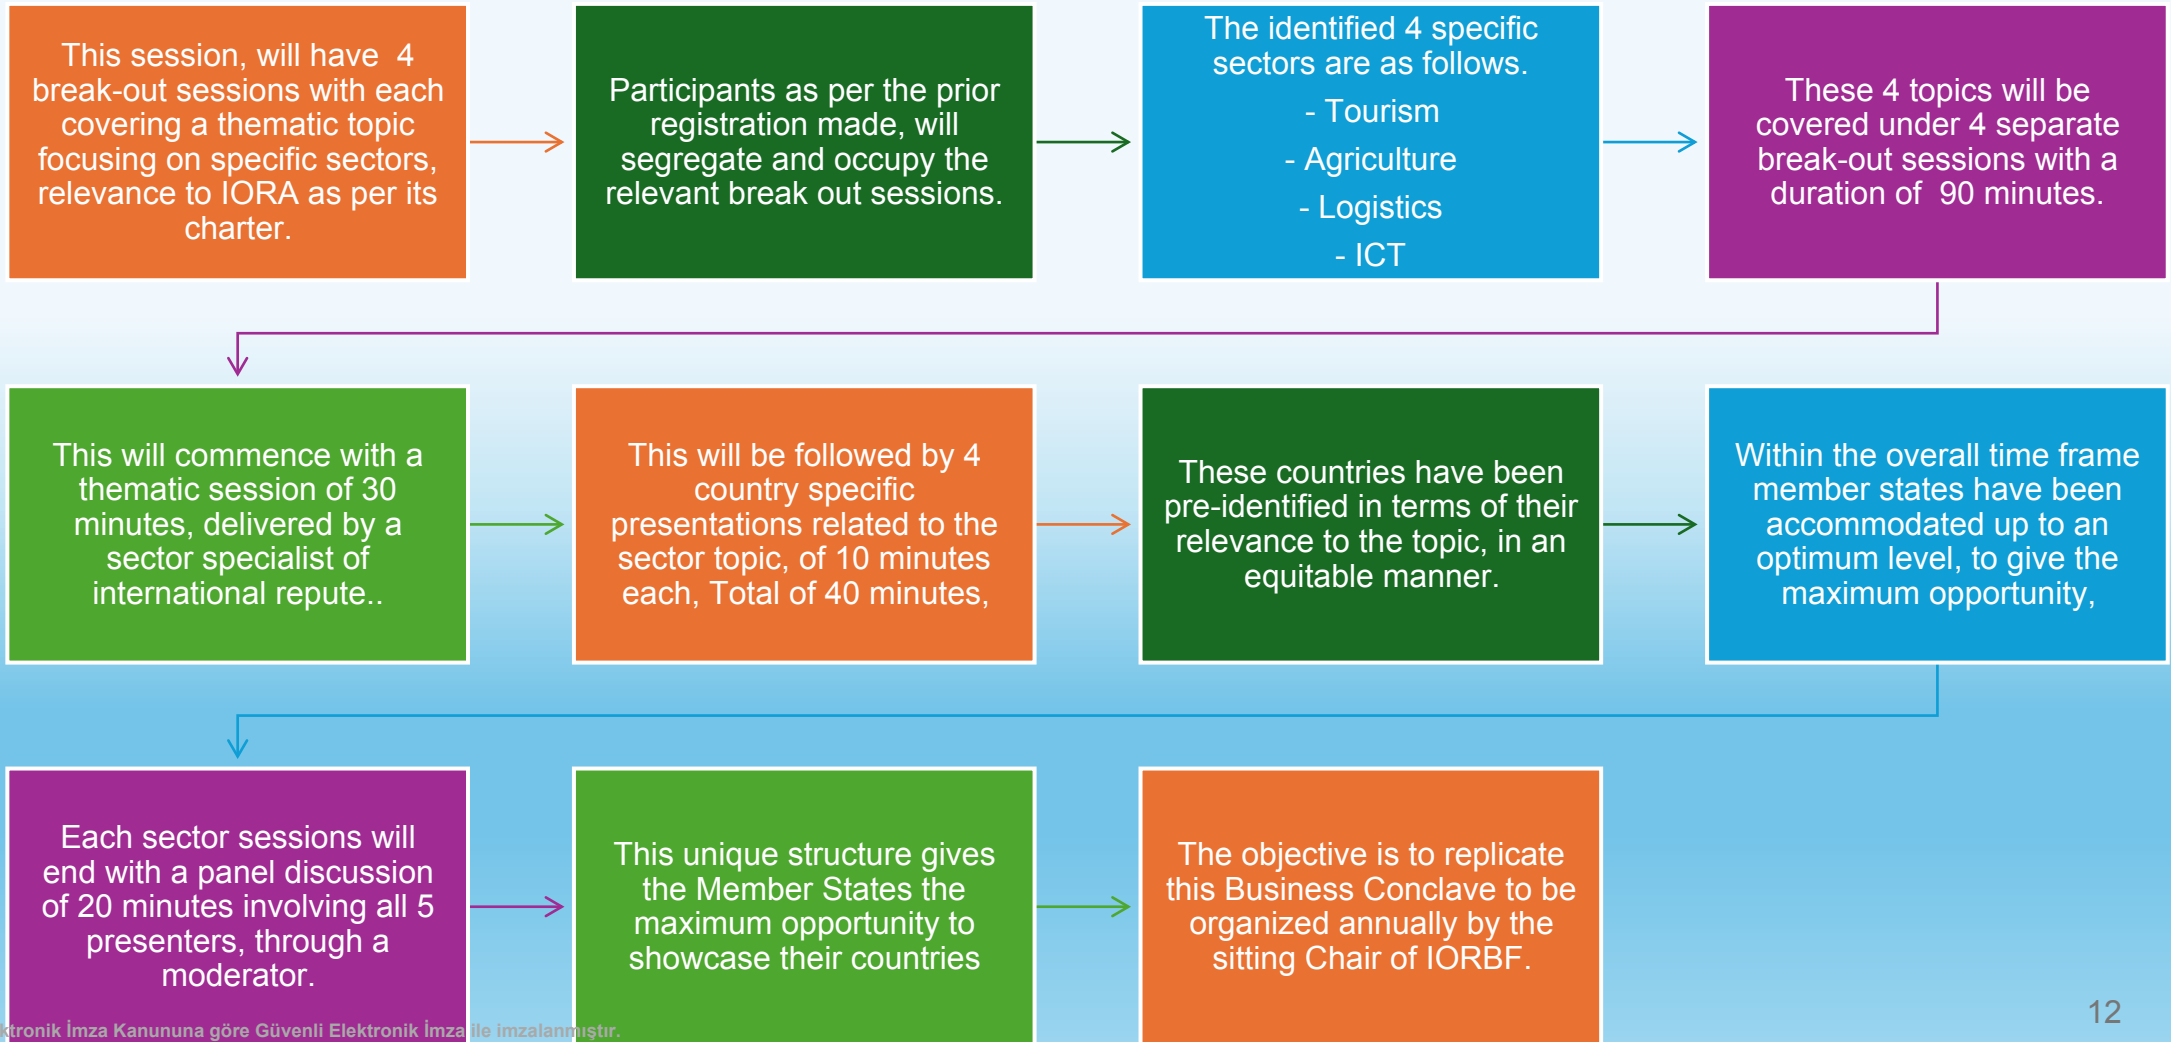 This session, will have 4
break-out sessions with each
covering a thematic topic
focusing on specific sectors,
relevance to IORA as per its
charter.
Participants as per the prior
registration made, will
segregate and occupy the
relevant break out sessions.
The identified 4 specific
sectors are as follows.
- Tourism
- Agriculture
- Logistics
- ICT
These 4 topics will be
covered under 4 separate
break-out sessions with a
duration of 90 minutes.
This will commence with a
thematic session of 30
minutes, delivered by a
sector specialist of
international repute..
This will be followed by 4
country specific
presentations related to the
sector topic, of 10 minutes
each, Total of 40 minutes,
These countries have been
pre-identified in terms of their
relevance to the topic, in an
equitable manner.
Within the overall time frame
member states have been
accommodated up to an
optimum level, to give the
maximum opportunity,
Each sector sessions will
end with a panel discussion
of 20 minutes involving all 5
presenters, through a
moderator.
This unique structure gives
the Member States the
maximum opportunity to
showcase their countries
The objective is to replicate
this Business Conclave to be
organized annually by the
sitting Chair of IORBF.
ktronik İmza Kanununa göre Güvenli Elektronik İmza ile imzalanmıştır.
12